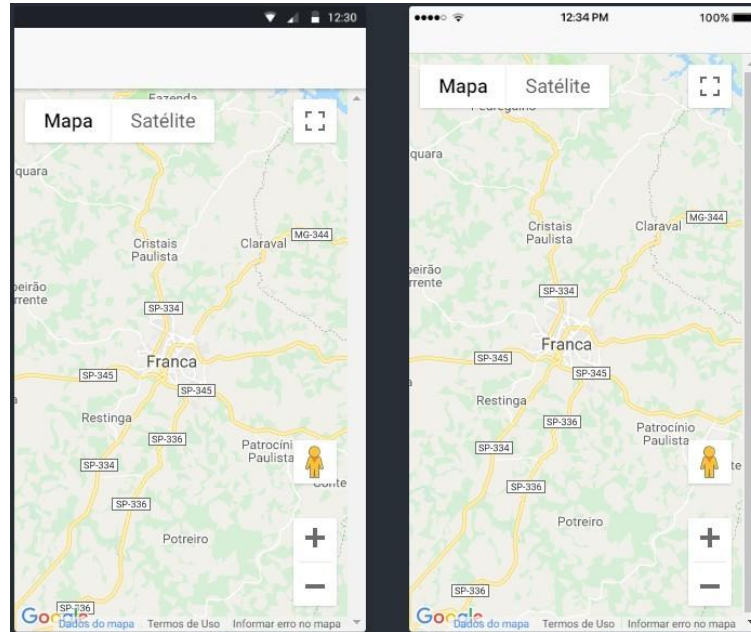 12:30
Fazenda
Mapa Satélite
quara
Cristais
Paulista
Claraval
MG-344
beirão
rrente
SP-334
Franca
SP-345
SP-345
Restinga
SP-336
Patrocíni
Paulista
SP-334
Conte
SP-336
Potreiro
SP-336
Google
Dados do mapa Termos de Uso Informar erro no mapa
12:34 PM 100%
Mapa Satélite
Pedregulho
quara
Cristais
Paulista
Claraval
MG-344
beirão
rrente
SP-334
Franca
SP-345
SP-345
Restinga
SP-336
Patrocínio
Paulista
SP-334
te
SP-336
Potreiro
SP-336
Google
Dados do mapa Termos de Uso Informar erro no mapa